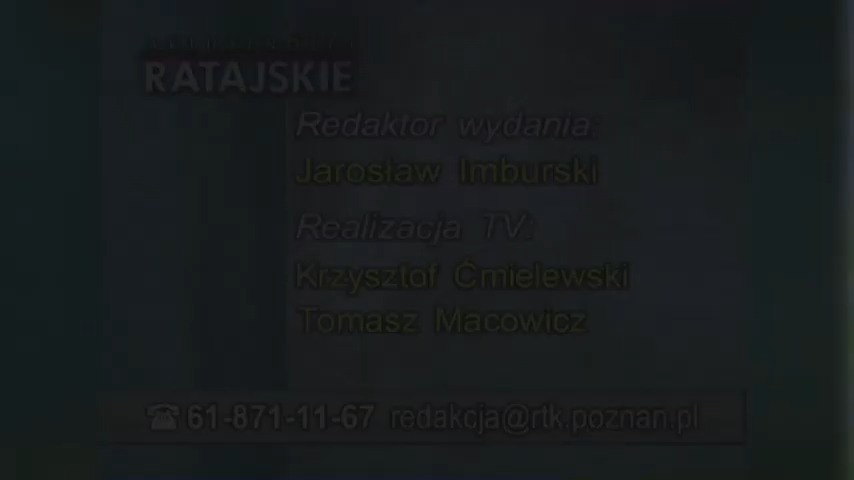 RATAJSKIE
Redaktor wydania:
Jarosław Imburski
Realizacja TV:
Krzysztof Ćmielewski
Tomasz Macowicz
☎ 61-871-11-67 redakcja@rtk.poznan.pl